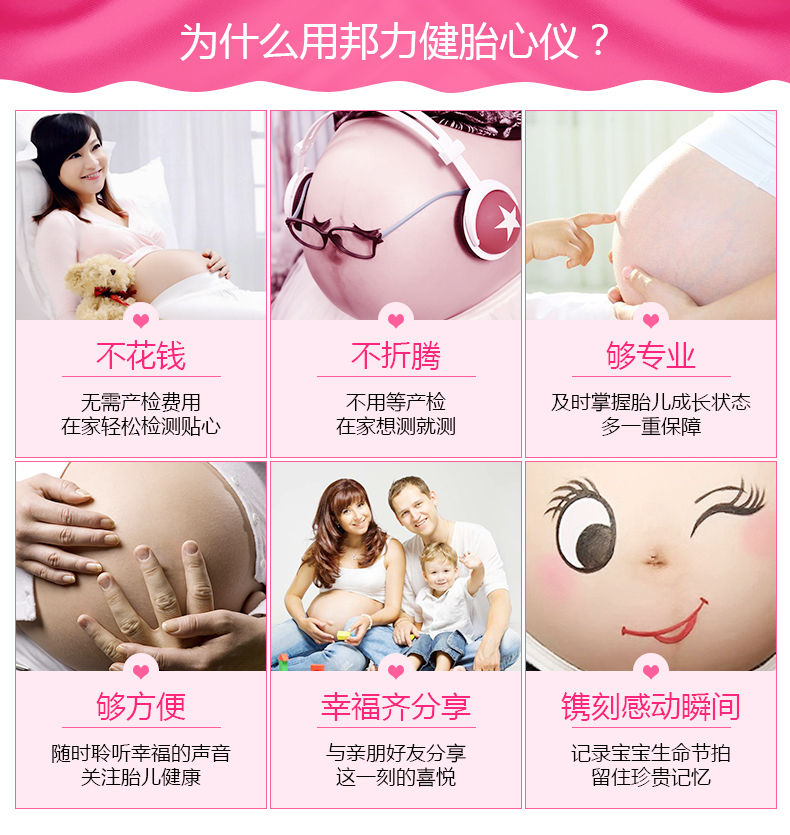 为什么用邦力健胎心仪？
不花钱
无需产检费用
在家轻松检测贴心
不折腾
不用等产检
在家想测就测
够专业
及时掌握胎儿成长状态
多一重保障
够方便
随时聆听幸福的声音
关注胎儿健康
幸福齐分享
与亲朋好友分享
这一刻的喜悦
镌刻感动瞬间
记录宝宝生命节拍
留住珍贵记忆